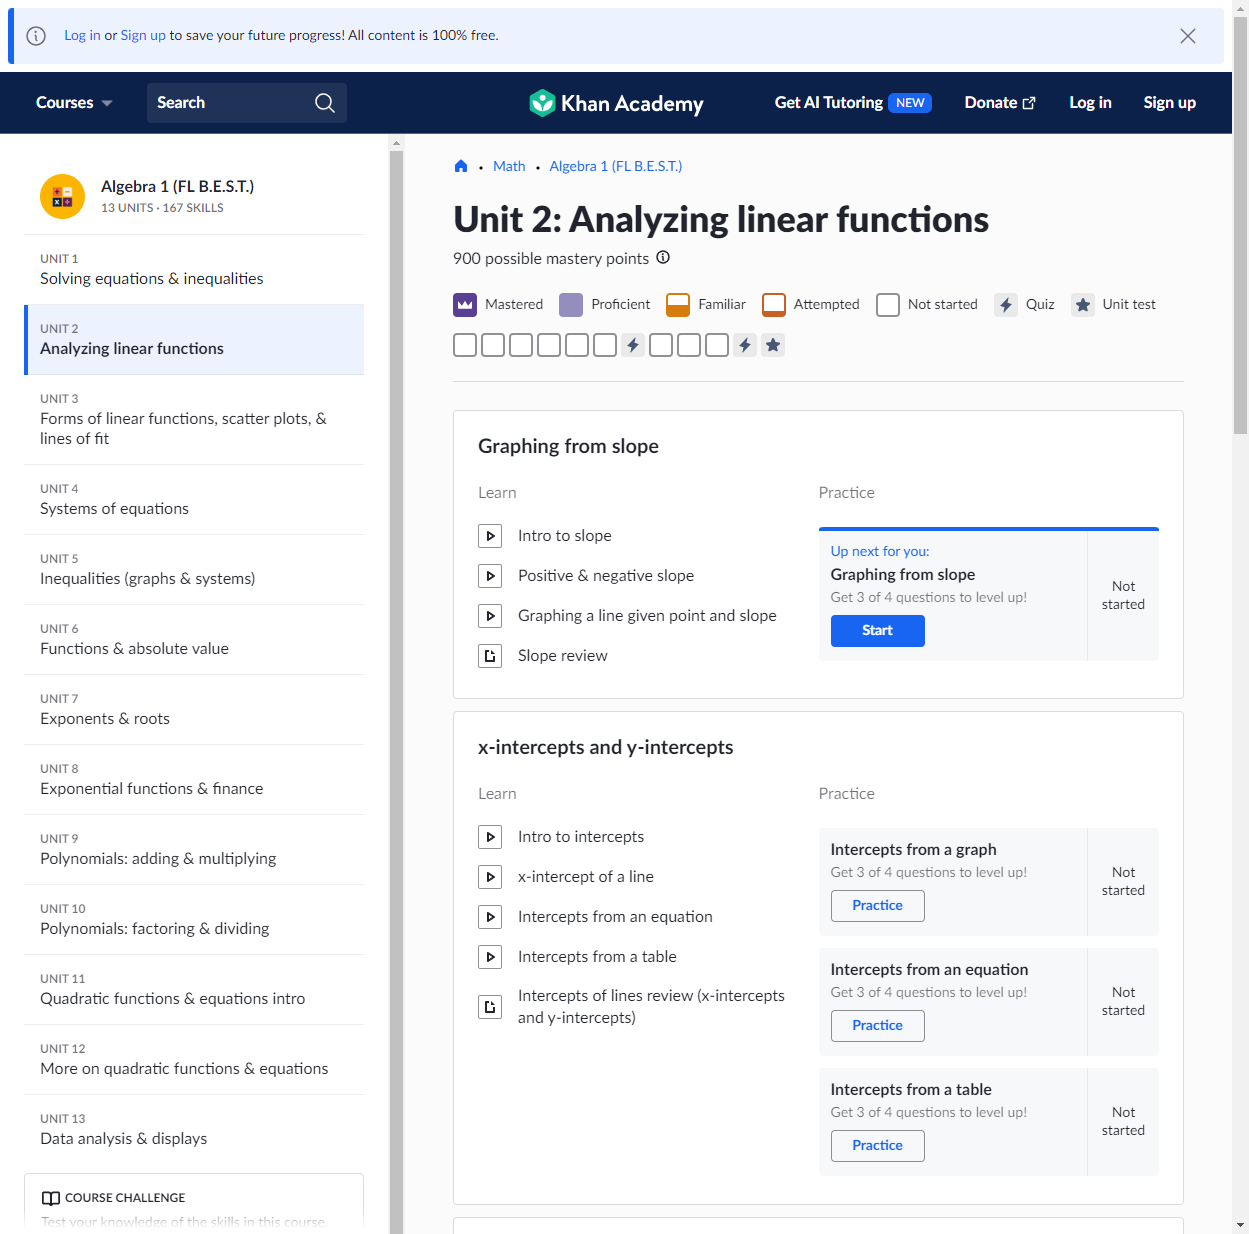 Log in or Sign up to save your future progress! All content is 100% free.
Courses
Search
Khan Academy
Get AI Tutoring NEW
Donate
Log in
Sign up
Algebra 1 (FL B.E.S.T.)
13 UNITS · 167 SKILLS
UNIT 1
Solving equations & inequalities
UNIT 2
Analyzing linear functions
UNIT 3
Forms of linear functions, scatter plots, &
lines of fit
UNIT 4
Systems of equations
UNIT 5
Inequalities (graphs & systems)
UNIT 6
Functions & absolute value
UNIT 7
Exponents & roots
UNIT 8
Exponential functions & finance
UNIT 9
Polynomials: adding & multiplying
UNIT 10
Polynomials: factoring & dividing
UNIT 11
Quadratic functions & equations intro
UNIT 12
More on quadratic functions & equations
UNIT 13
Data analysis & displays
COURSE CHALLENGE
Test your knowledge of the skills in this course.
Math • Algebra 1 (FL B.E.S.T.)
Unit 2: Analyzing linear functions
900 possible mastery points
Mastered
Proficient
Familiar
Attempted
Not started
Quiz
Unit test
Graphing from slope
Learn
Intro to slope
Positive & negative slope
Graphing a line given point and slope
Slope review
Practice
Up next for you:
Graphing from slope
Get 3 of 4 questions to level up!
Start
Not
started
x-intercepts and y-intercepts
Learn
Intro to intercepts
x-intercept of a line
Intercepts from an equation
Intercepts from a table
Intercepts of lines review (x-intercepts
and y-intercepts)
Practice
Intercepts from a graph
Get 3 of 4 questions to level up!
Practice
Not
started
Intercepts from an equation
Get 3 of 4 questions to level up!
Practice
Not
started
Intercepts from a table
Get 3 of 4 questions to level up!
Practice
Not
started